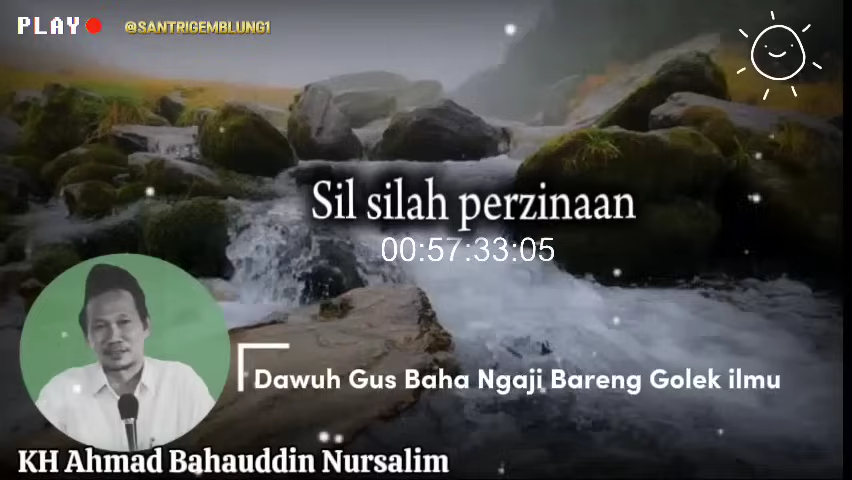 PLAY
@SANTRIGEMBLUNG1
Sil silah perzinaan
00:57:33:05
Dawuh Gus Baha Ngaji Bareng Golek ilmu
KH Ahmad Bahauddin Nursalim